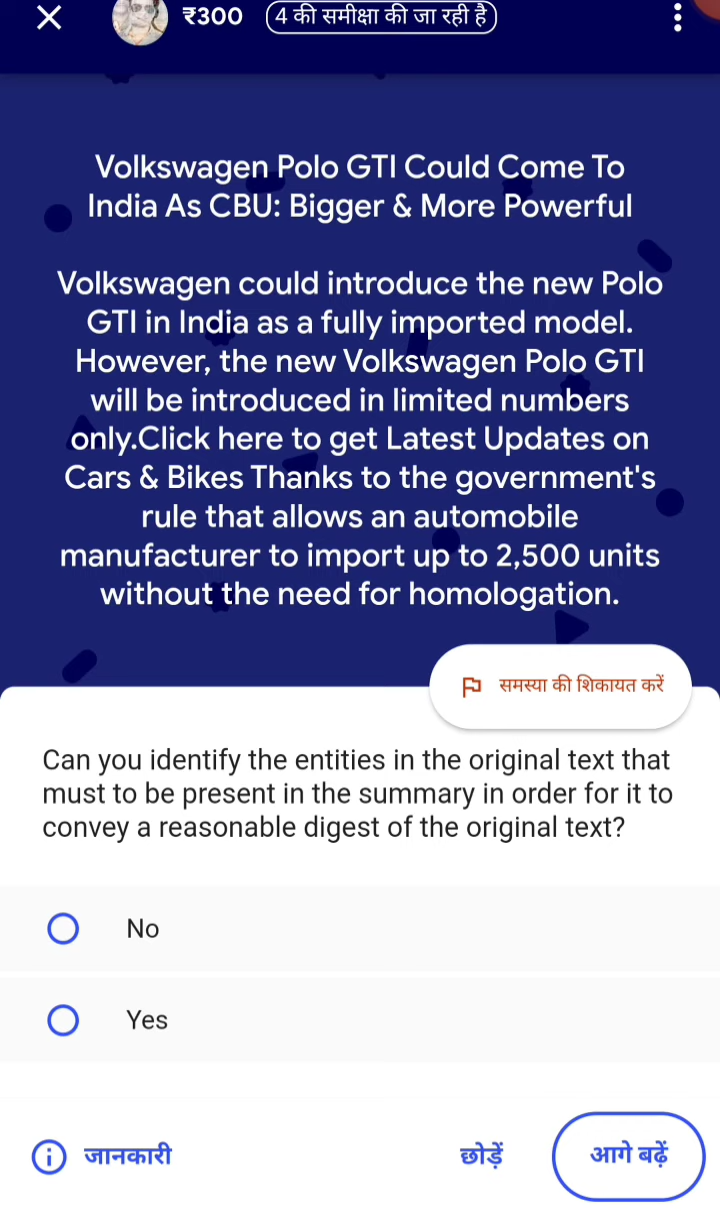 ₹300
4 की समीक्षा की जा रही है
Volkswagen Polo GTI Could Come To
India As CBU: Bigger & More Powerful
Volkswagen could introduce the new Polo
GTI in India as a fully imported model.
However, the new Volkswagen Polo GTI
will be introduced in limited numbers
only.Click here to get Latest Updates on
Cars & Bikes Thanks to the government's
rule that allows an automobile
manufacturer to import up to 2,500 units
without the need for homologation.
समस्या की शिकायत करें
Can you identify the entities in the original text that
must to be present in the summary in order for it to
convey a reasonable digest of the original text?
No
Yes
जानकारी
छोड़ें
आगे बढ़ें